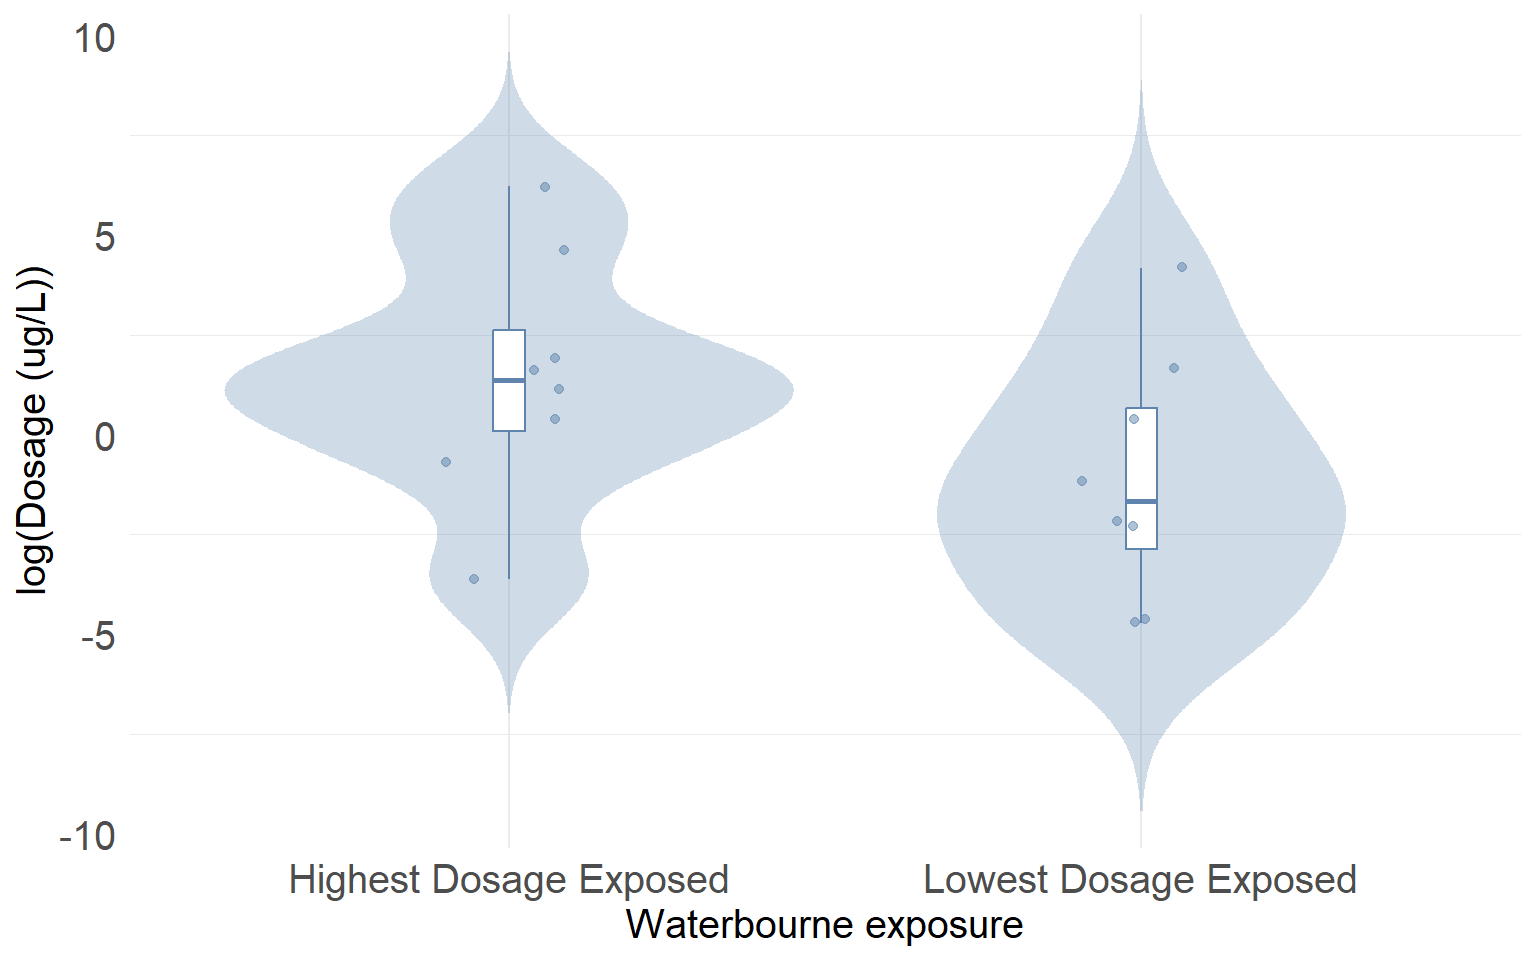 log(Dosage (ug/L))
10
5
0
-5
-10
Highest Dosage Exposed
Lowest Dosage Exposed
Waterbourne exposure